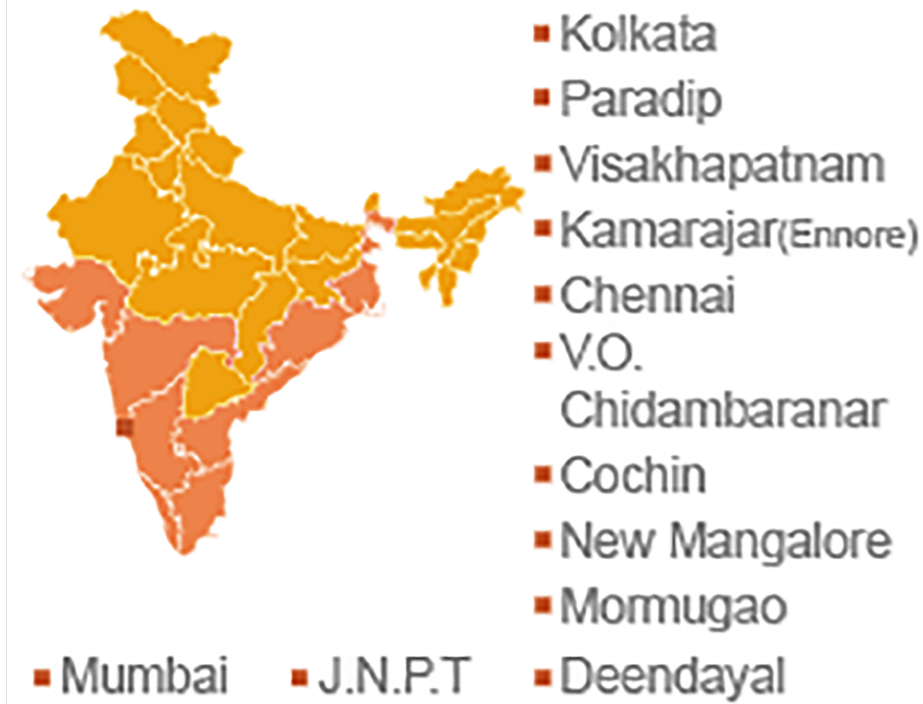 Kolkata
Paradip
Visakhapatnam
Kamarajar(Ennore)
Chennai
V.O.
Chidambaranar
Cochin
New Mangalore
Mormugao
Mumbai J.N.P.T Deendayal